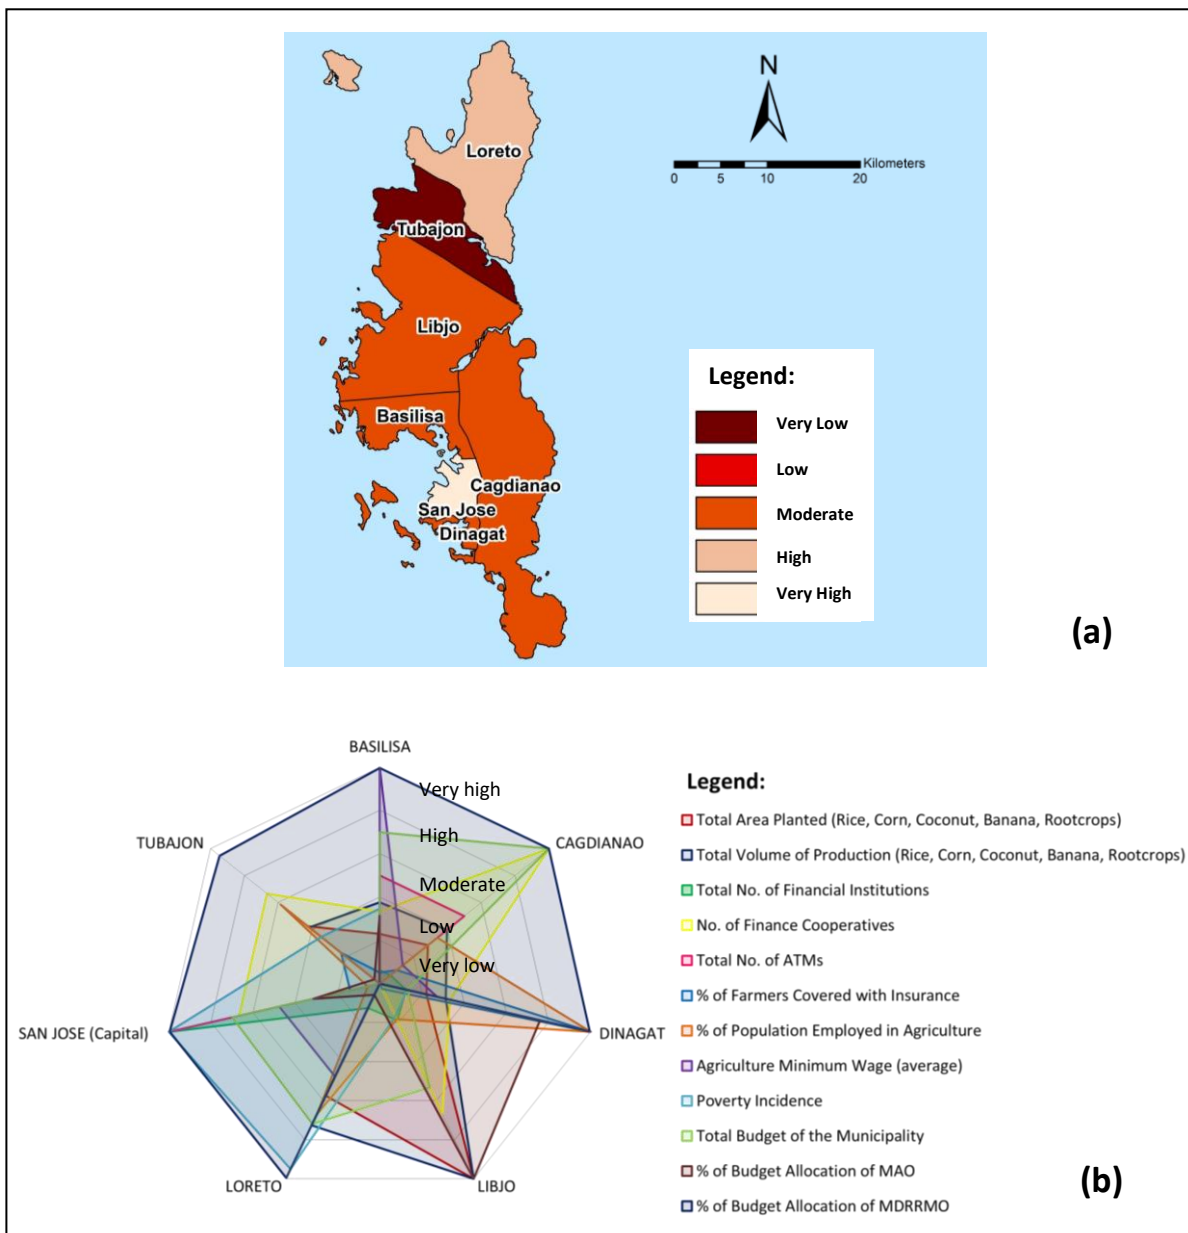 N
Kilometers
0 5 10 20
Loreto
Tubajon
Libjo
Basilisa
Cagdianao
San Jose
Dinagat
Legend:
Very Low
Low
Moderate
High
Very High
(a)
BASILISA
Very high
High
Moderate
Low
Very low
TUBAJON
CAGDIANAO
SAN JOSE (Capital)
DINAGAT
LORETO
LIBJO
Legend:
Total Area Planted (Rice, Corn, Coconut, Banana, Rootcrops)
Total Volume of Production (Rice, Corn, Coconut, Banana, Rootcrops)
Total No. of Financial Institutions
No. of Finance Cooperatives
Total No. of ATMs
% of Farmers Covered with Insurance
% of Population Employed in Agriculture
Agriculture Minimum Wage (average)
Poverty Incidence
Total Budget of the Municipality
% of Budget Allocation of MAO
% of Budget Allocation of MDRRMO
(b)